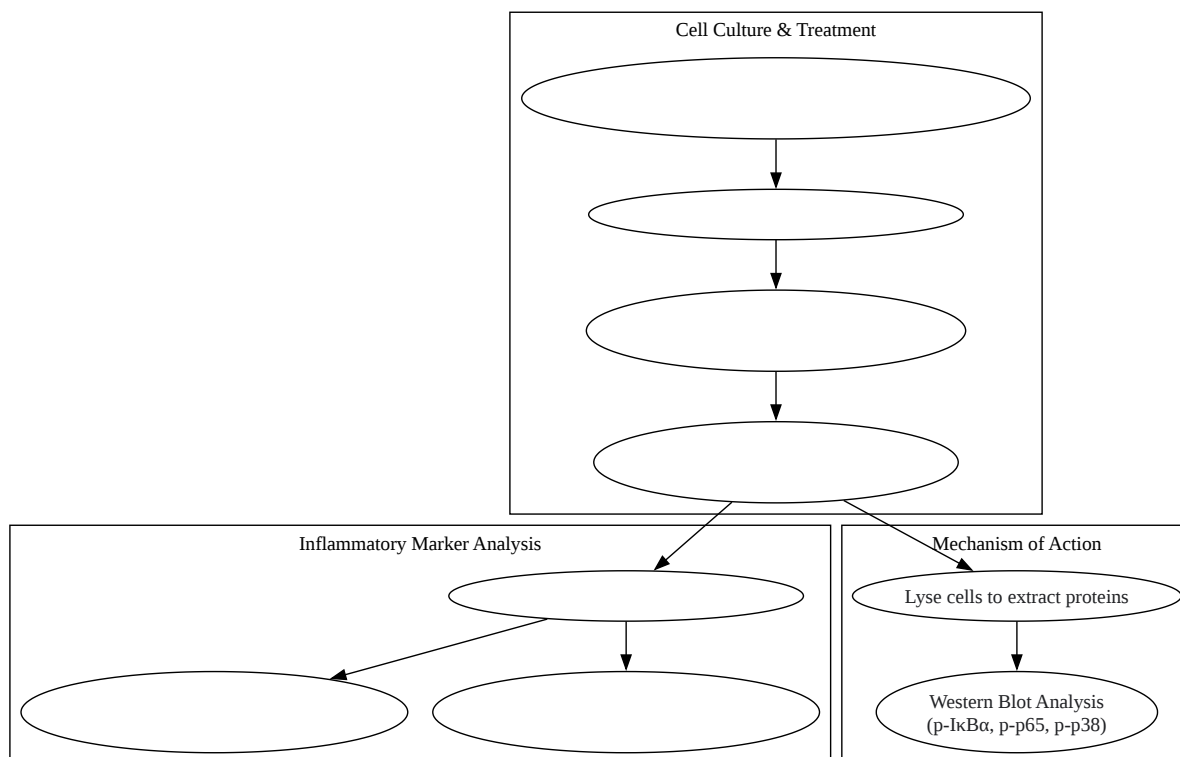 Cell Culture & Treatment
Inflammatory Marker Analysis
Mechanism of Action
Lyse cells to extract proteins
Western Blot Analysis
(p-IκBα, p-p65, p-p38)